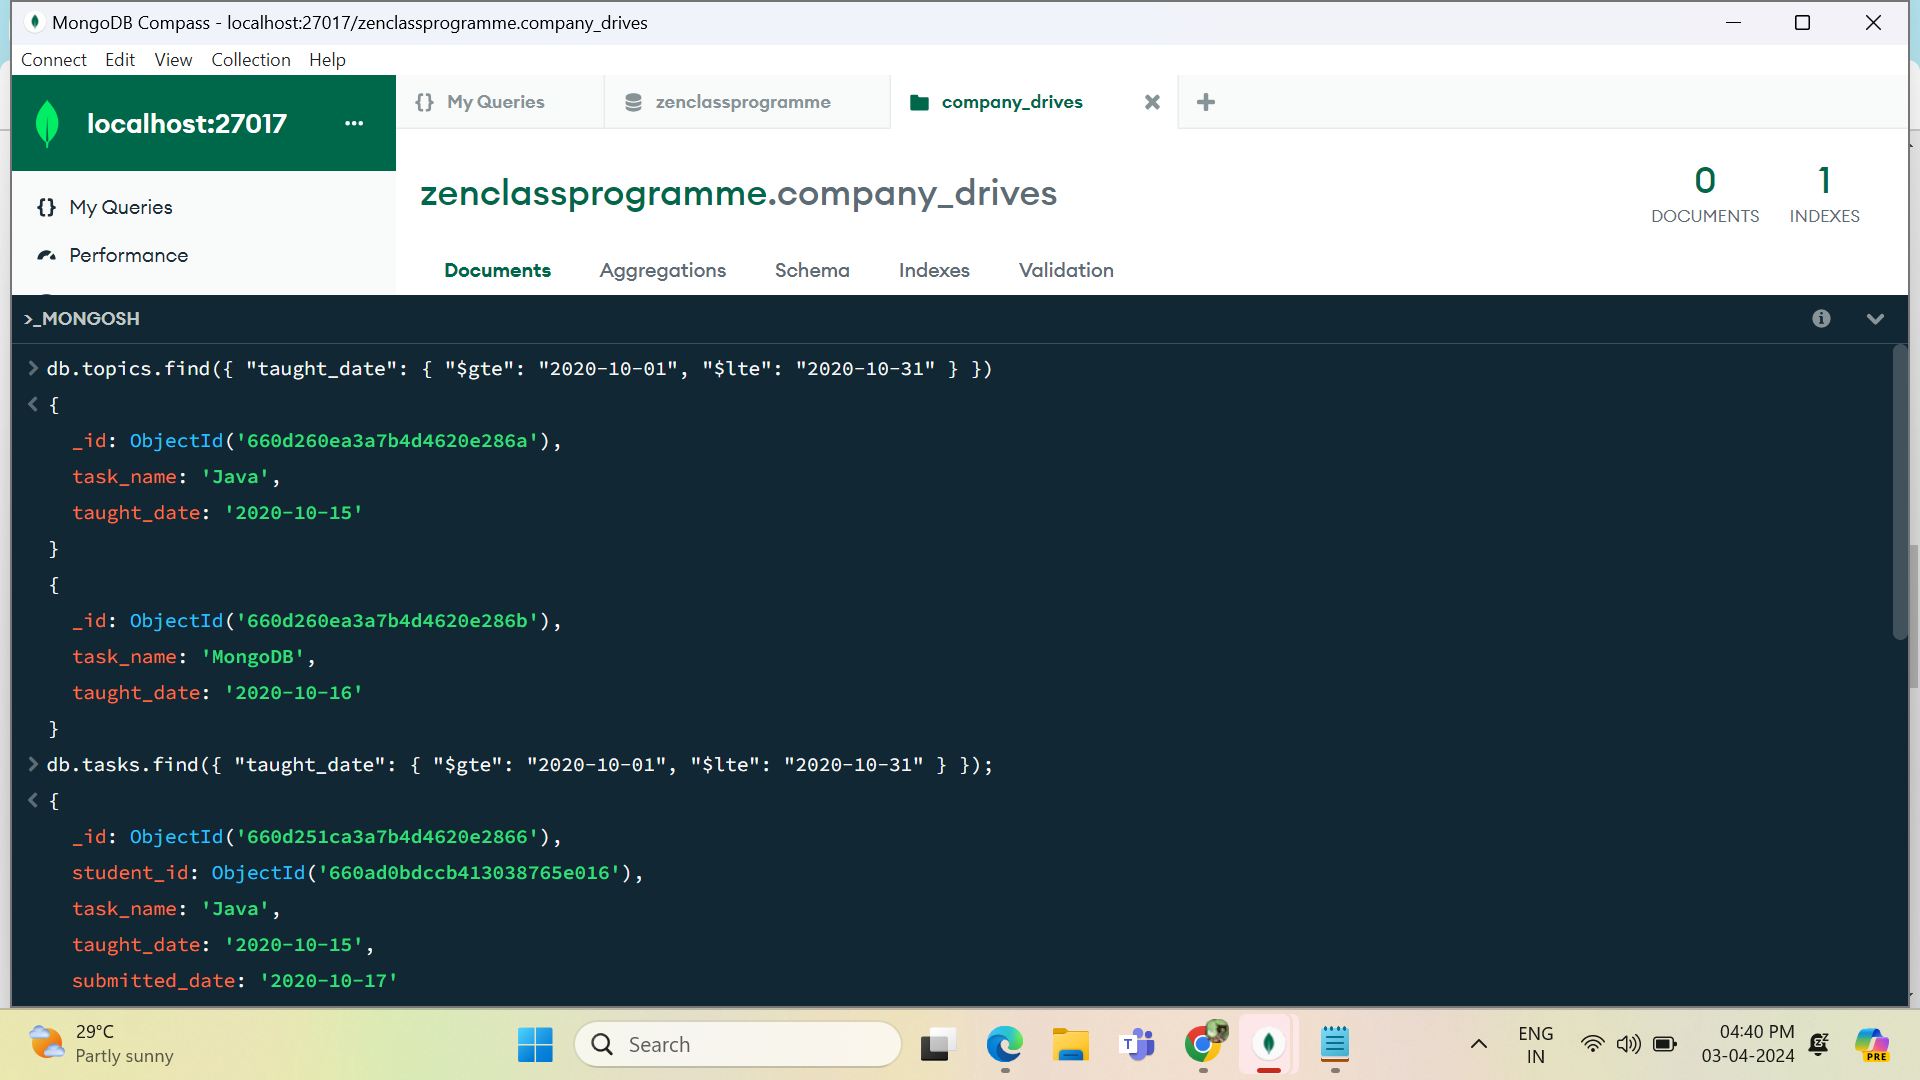 MongoDB Compass - localhost:27017/zenclassprogramme.company_drives
Connect Edit View Collection Help
localhost:27017 ...
{} My Queries
zenclassprogramme
company_drives
My Queries
Performance
zenclassprogramme.company_drives
0
DOCUMENTS
1
INDEXES
Documents Aggregations Schema Indexes Validation
>_MONGOSH
> db.topics.find({ "taught_date": { "$gte": "2020-10-01", "$lte": "2020-10-31" } })
< {
_id: ObjectId('660d260ea3a7b4d4620e286a'),
task_name: 'Java',
taught_date: '2020-10-15'
}
{
_id: ObjectId('660d260ea3a7b4d4620e286b'),
task_name: 'MongoDB',
taught_date: '2020-10-16'
}
> db.tasks.find({ "taught_date": { "$gte": "2020-10-01", "$lte": "2020-10-31" } });
< {
_id: ObjectId('660d251ca3a7b4d4620e2866'),
student_id: ObjectId('660ad0bdccb413038765e016'),
task_name: 'Java',
taught_date: '2020-10-15',
submitted_date: '2020-10-17'
29°C
Partly sunny
Search
ENG
IN
04:40 PM
03-04-2024
PRE